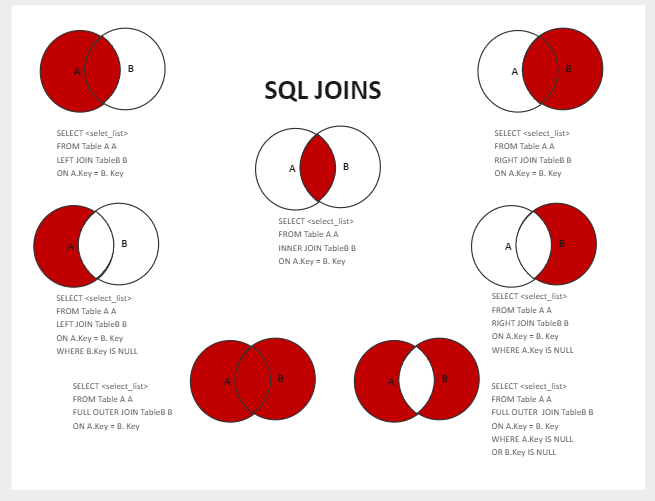 A B
SELECT <selet_list>
FROM Table A A
LEFT JOIN TableB B
ON A.Key = B. Key
SQL JOINS
A B
SELECT <select_list>
FROM Table A A
INNER JOIN TableB B
ON A.Key = B. Key
A B
SELECT <select_list>
FROM Table A A
RIGHT JOIN TableB B
ON A.Key = B. Key
A B
SELECT <select_list>
FROM Table A A
LEFT JOIN TableB B
ON A.Key = B. Key
WHERE B.Key IS NULL
A B
SELECT <select_list>
FROM Table A A
RIGHT JOIN TableB B
ON A.Key = B. Key
WHERE A.Key IS NULL
A B
SELECT <select_list>
FROM Table A A
FULL OUTER JOIN TableB B
ON A.Key = B. Key
A B
SELECT <select_list>
FROM Table A A
FULL OUTER JOIN TableB B
ON A.Key = B. Key
WHERE A.Key IS NULL
OR B.Key IS NULL